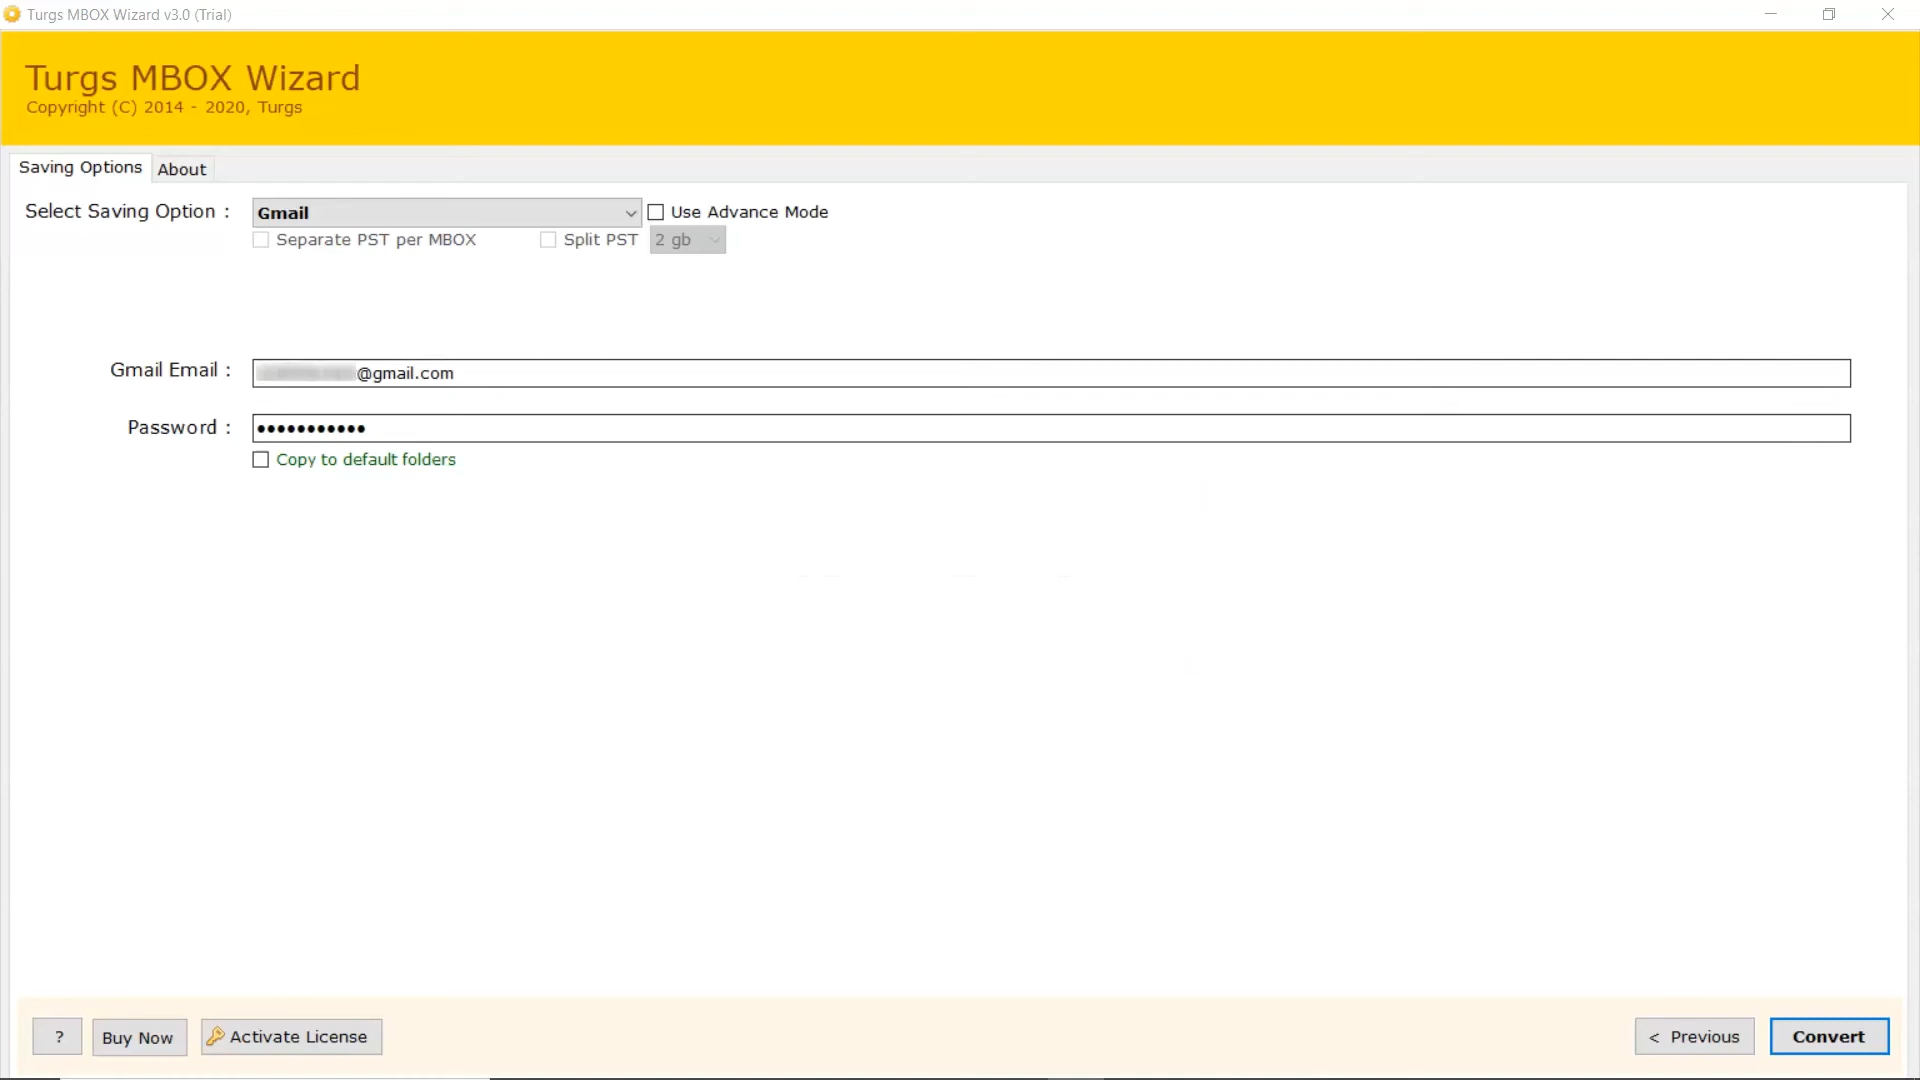 Turgs MBOX Wizard v3.0 (Trial)
Turgs MBOX Wizard
Copyright (C) 2014 - 2020, Turgs
Saving Options About
Select Saving Option : Gmail Use Advance Mode
Separate PST per MBOX Split PST 2 gb
Gmail Email : @gmail.com
Password : •••••••••••
Copy to default folders
? Buy Now Activate License < Previous Convert